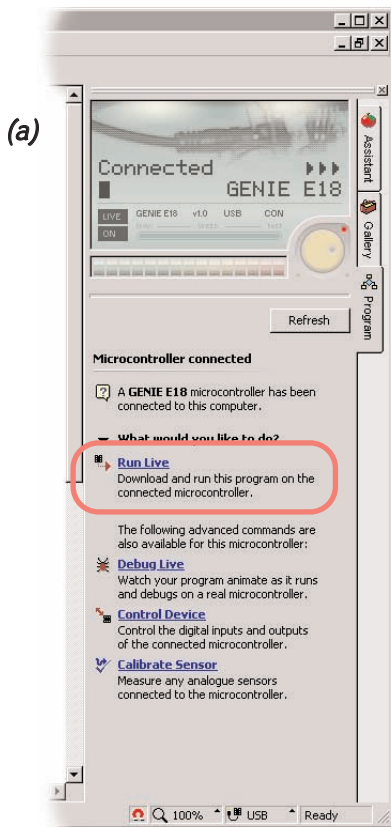 (a)
Connected
GENIE E18
LIVE GENIE E18 v1.0 USB CON
ON
Assistant
Gallery
Program
Refresh
Microcontroller connected
A GENIE E18 microcontroller has been
connected to this computer.
What would you like to do?
Run Live
Download and run this program on the
connected microcontroller.
The following advanced commands are
also available for this microcontroller:
Debug Live
Watch your program animate as it runs
and debugs on a real microcontroller.
Control Device
Control the digital inputs and outputs
of the connected microcontroller.
Calibrate Sensor
Measure any analogue sensors
connected to the microcontroller.
100% USB Ready